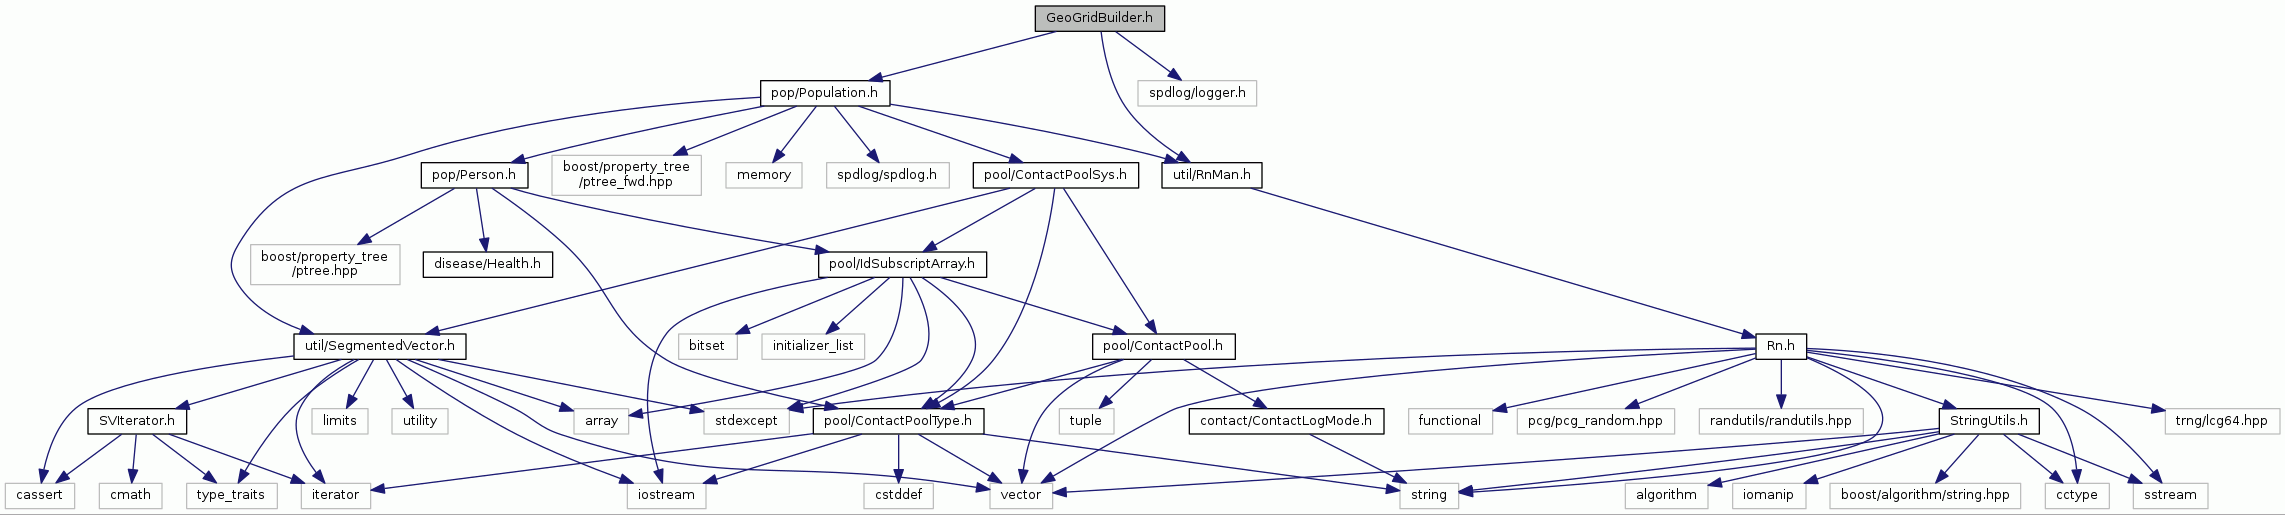 GeoGridBuilder.h
pop/Population.h
spdlog/logger.h
pop/Person.h
boost/property_tree
/ptree_fwd.hpp
memory
spdlog/spdlog.h
pool/ContactPoolSys.h
util/RnMan.h
boost/property_tree
/ptree.hpp
disease/Health.h
pool/IdSubscriptArray.h
util/SegmentedVector.h
bitset
initializer_list
pool/ContactPool.h
Rn.h
SVIterator.h
limits
utility
array
stdexcept
pool/ContactPoolType.h
tuple
contact/ContactLogMode.h
functional
pcg/pcg_random.hpp
randutils/randutils.hpp
StringUtils.h
trng/lcg64.hpp
cassert
cmath
type_traits
iterator
iostream
cstddef
vector
string
algorithm
iomanip
boost/algorithm/string.hpp
cctype
sstream